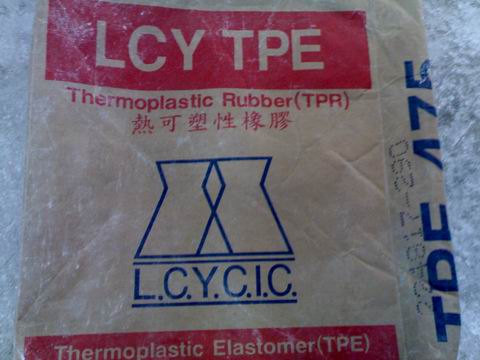 LCY TPE
Thermoplastic Rubber(TPR)
熱可塑性橡膠
L.C.Y.C.I.C.
Thermoplastic Elastomer(TPE)
TPE 475